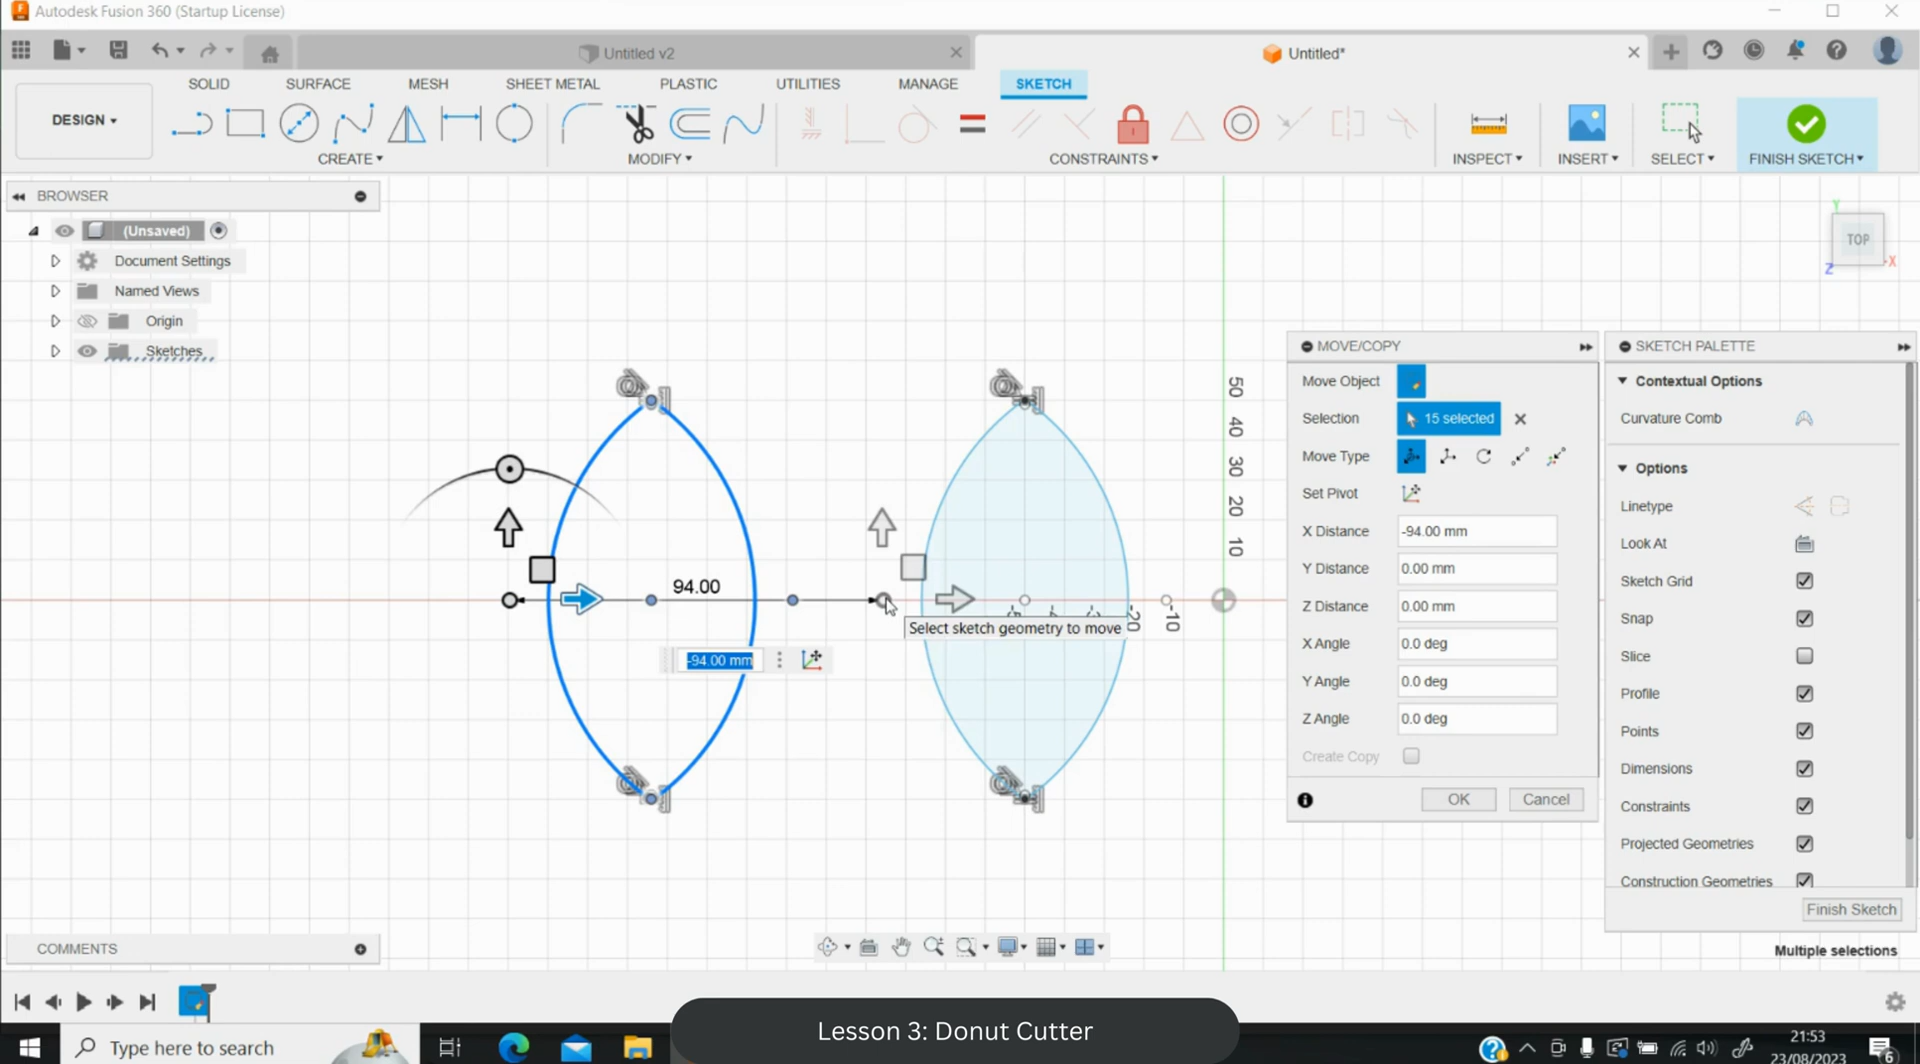 Autodesk Fusion 360 (Startup License)
Untitled v2
Untitled*
SOLID
SURFACE
MESH
SHEET METAL
PLASTIC
UTILITIES
MANAGE
SKETCH
DESIGN
CREATE
MODIFY
CONSTRAINTS
INSPECT
INSERT
SELECT
FINISH SKETCH
BROWSER
(Unsaved)
Document Settings
Named Views
Origin
Sketches
TOP
Y
Z
-X
50
40
30
20
10
94.00
-20
-10
Select sketch geometry to move
-94.00 mm
MOVE/COPY
Move Object
Selection
15 selected
Move Type
Set Pivot
X Distance
-94.00 mm
Y Distance
0.00 mm
Z Distance
0.00 mm
X Angle
0.0 deg
Y Angle
0.0 deg
Z Angle
0.0 deg
Create Copy
OK
Cancel
SKETCH PALETTE
Contextual Options
Curvature Comb
Options
Linetype
Look At
Sketch Grid
Snap
Slice
Profile
Points
Dimensions
Constraints
Projected Geometries
Construction Geometries
Finish Sketch
COMMENTS
Multiple selections
Lesson 3: Donut Cutter
Type here to search
21:53
23/08/2023
6